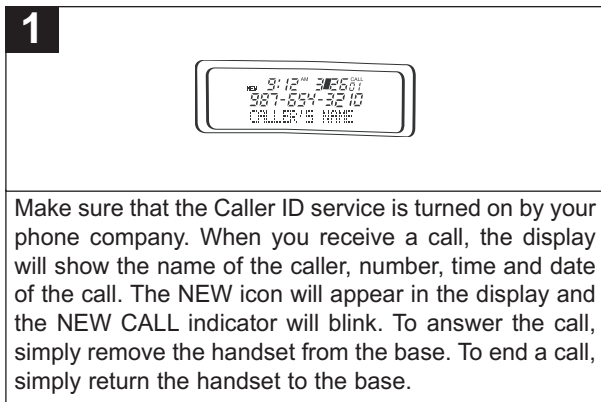 1
NEW 9:12 AM 3/26 CALL 01
987-654-3210
CALLER'S NAME
Make sure that the Caller ID service is turned on by your
phone company. When you receive a call, the display
will show the name of the caller, number, time and date
of the call. The NEW icon will appear in the display and
the NEW CALL indicator will blink. To answer the call,
simply remove the handset from the base. To end a call,
simply return the handset to the base.